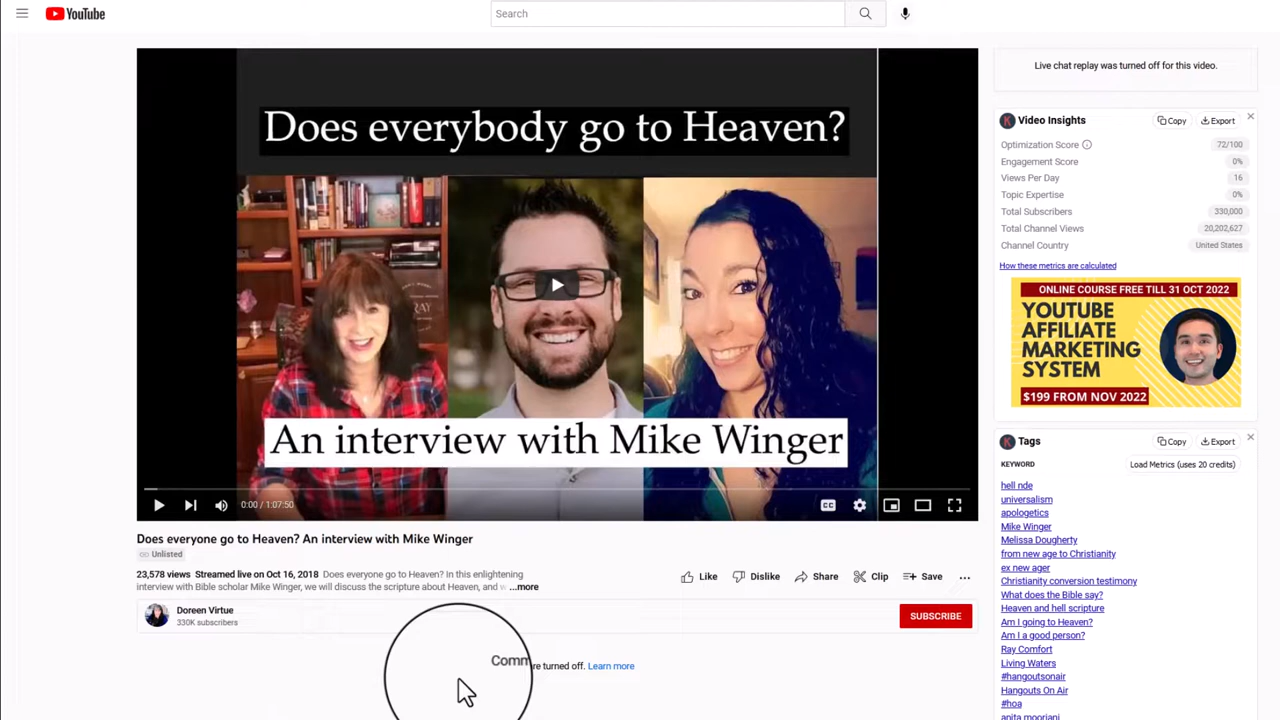 YouTube
Search
Does everybody go to Heaven?
An interview with Mike Winger
0:00 / 1:07:50
Does everyone go to Heaven? An interview with Mike Winger
Unlisted
23,578 views Streamed live on Oct 16, 2018 Does everyone go to Heaven? In this enlightening
interview with Bible scholar Mike Winger, we will discuss the scripture about Heaven, and w ...more
Like
Dislike
Share
Clip
Save
Doreen Virtue
330K subscribers
SUBSCRIBE
Comm re turned off. Learn more
Live chat replay was turned off for this video.
Video Insights
Copy
Export
Optimization Score 72/100
Engagement Score 0%
Views Per Day 16
Topic Expertise 0%
Total Subscribers 330,000
Total Channel Views 20,202,627
Channel Country United States
How these metrics are calculated
ONLINE COURSE FREE TILL 31 OCT 2022
YOUTUBE
AFFILIATE
MARKETING
SYSTEM
$199 FROM NOV 2022
Tags
Copy
Export
KEYWORD Load Metrics (uses 20 credits)
hell nde
universalism
apologetics
Mike Winger
Melissa Dougherty
from new age to Christianity
ex new ager
Christianity conversion testimony
What does the Bible say?
Heaven and hell scripture
Am I going to Heaven?
Am I a good person?
Ray Comfort
Living Waters
#hangoutsonair
Hangouts On Air
#hoa
anita moorjani